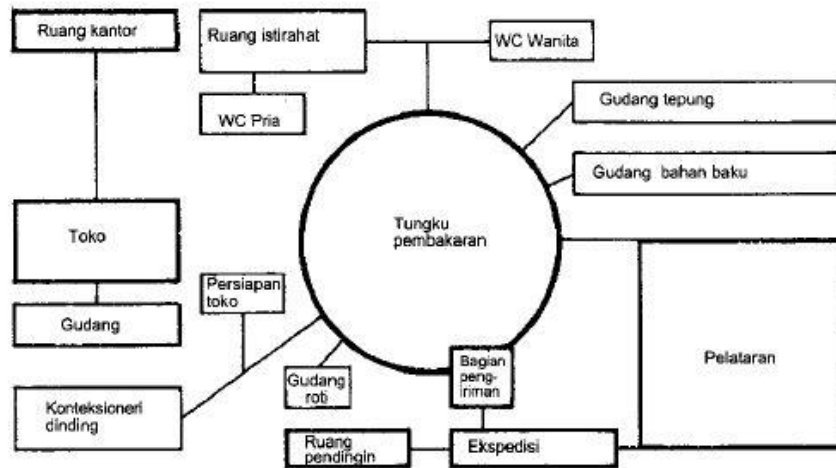 Ruang kantor
Ruang istirahat
WC Wanita
WC Pria
Gudang tepung
Gudang bahan baku
Toko
Tungku
pembakaran
Persiapan
toko
Gudang
Pelataran
Gudang
roti
Bagian
peng-
iriman
Konteksioneri
dinding
Ruang
pendingin
Ekspedisi